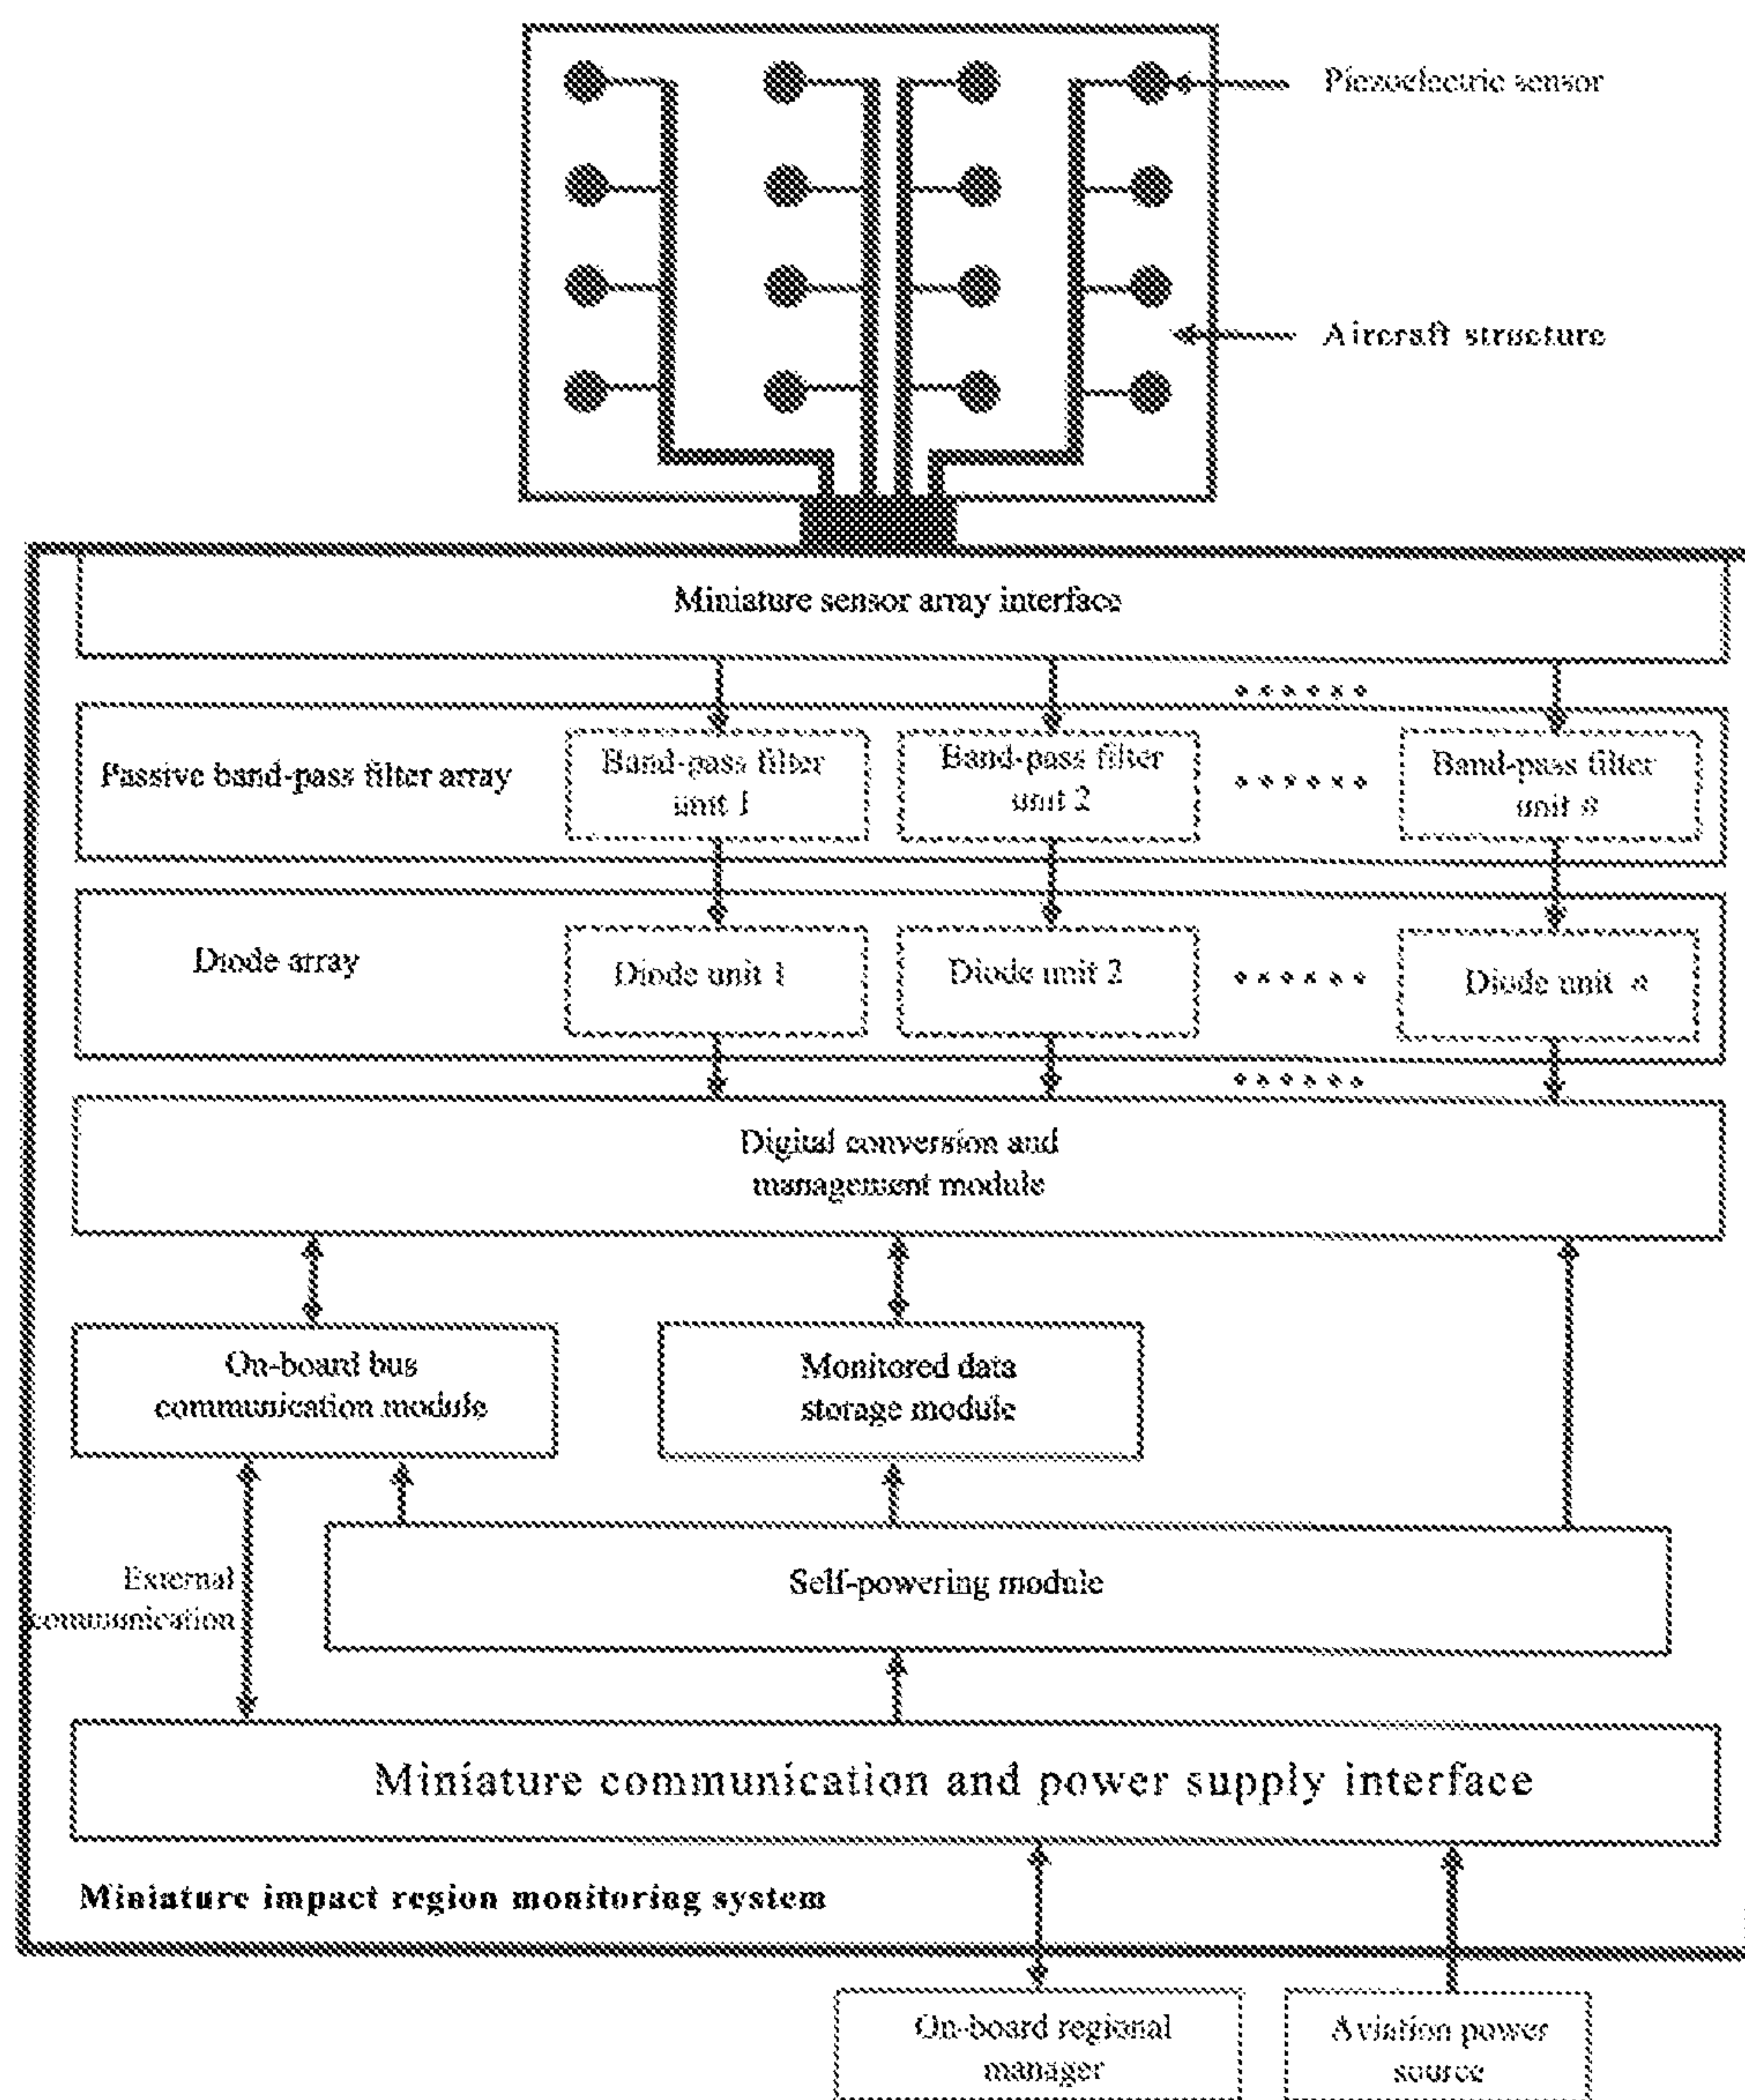 Piezoelectric sensor
Aircraft structure
Miniature sensor array interface
Passive band-pass filter array
Band-pass filter
unit 1
Band-pass filter
unit 2
Band-pass filter
unit n
Diode array
Diode unit 1
Diode unit 2
Diode unit n
Digital conversion and
management module
On-board bus
communication module
Monitored data
storage module
External
communication
Self-powering module
Miniature communication and power supply interface
Miniature impact region monitoring system
On-board regional
manager
Aviation power
source